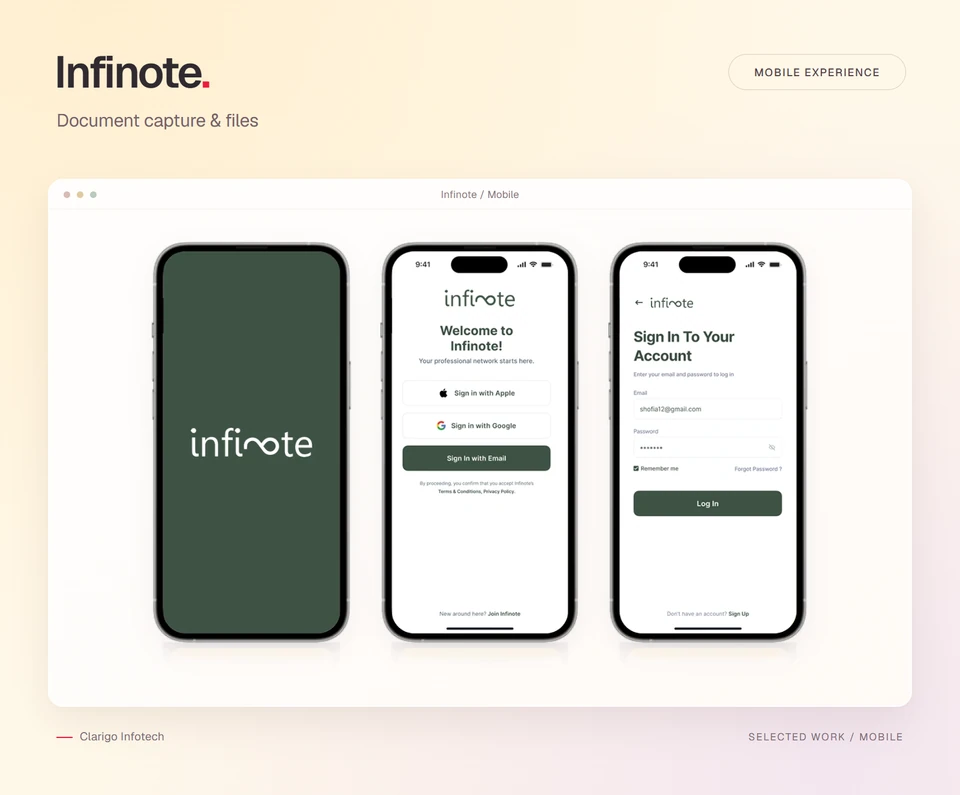 Infinote.
MOBILE EXPERIENCE
Document capture & files
Infinote / Mobile
infinote
9:41
infinote
Welcome to
Infinote!
Your professional network starts here.
Sign in with Apple
Sign in with Google
Sign In with Email
By proceeding, you confirm that you accept Infinote's
Terms & Conditions, Privacy Policy.
New around here? Join Infinote
9:41
infinote
Sign In To Your
Account
Enter your email and password to log in
Email
shofia12@gmail.com
Password
*******
Remember me
Forgot Password ?
Log In
Don't have an account? Sign Up
Clarigo Infotech
SELECTED WORK / MOBILE